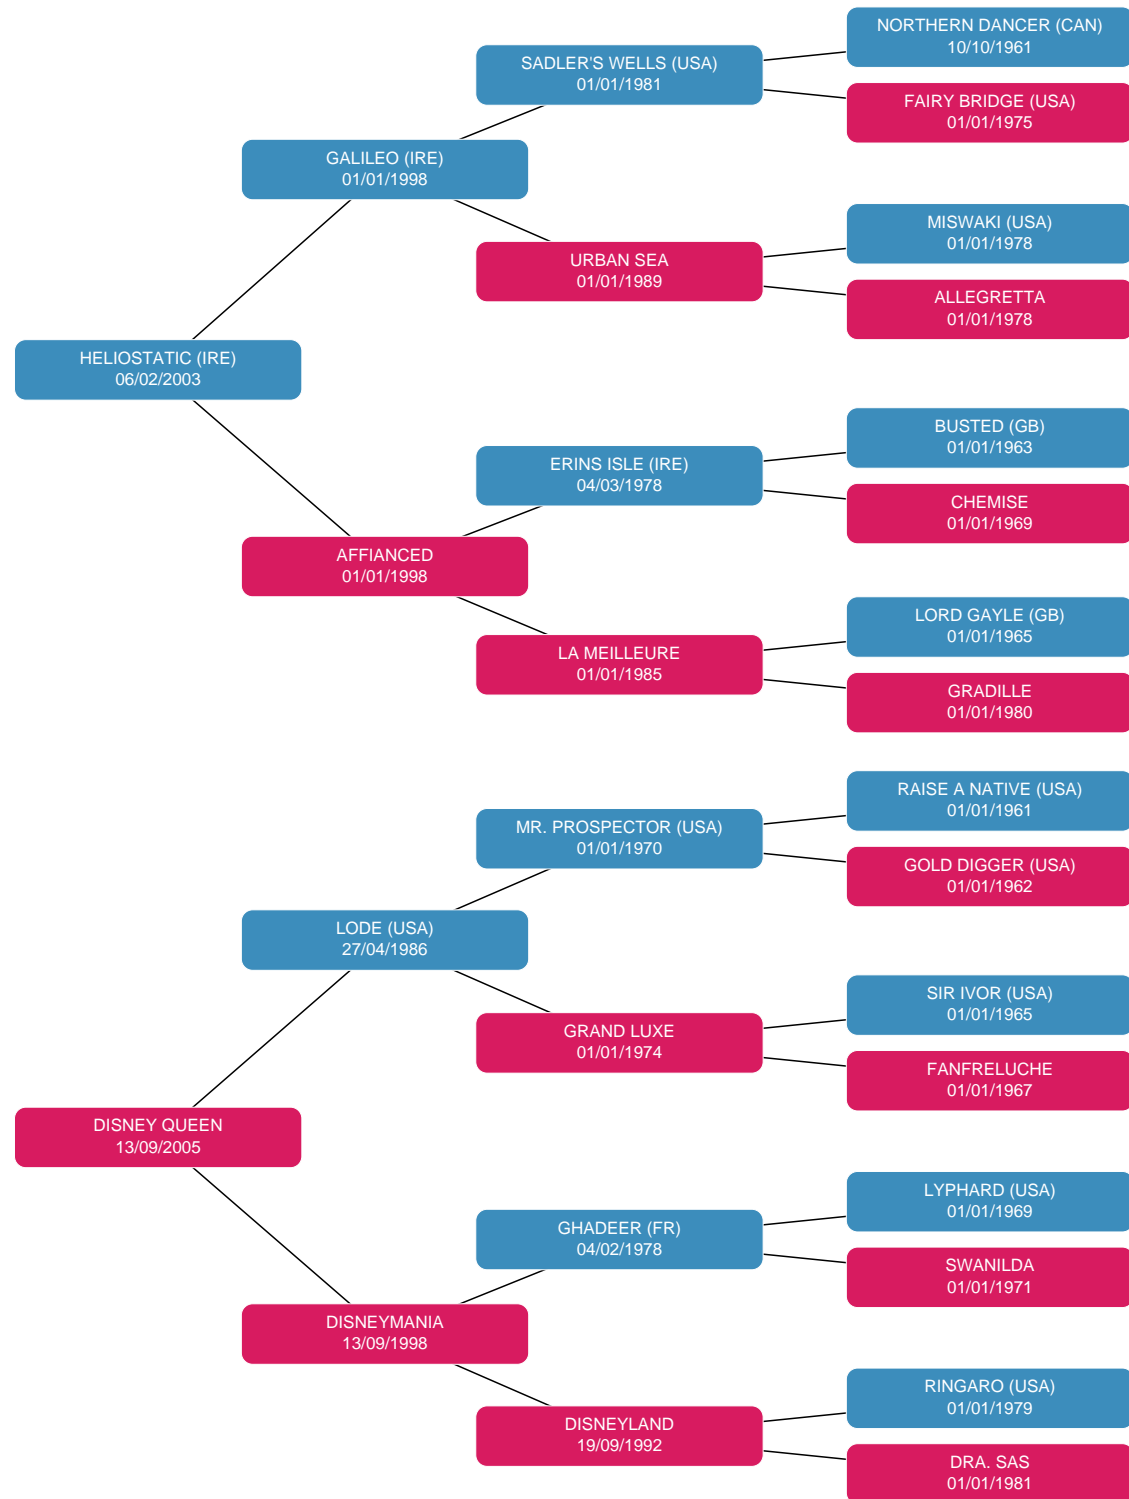 NORTHERN DANCER (CAN)
10/10/1961
SADLER'S WELLS (USA)
01/01/1981
FAIRY BRIDGE (USA)
01/01/1975
GALILEO (IRE)
01/01/1998
MISWAKI (USA)
01/01/1978
URBAN SEA
01/01/1989
ALLEGRETTA
01/01/1978
HELIOSTATIC (IRE)
06/02/2003
BUSTED (GB)
01/01/1963
ERINS ISLE (IRE)
04/03/1978
CHEMISE
01/01/1969
AFFIANCED
01/01/1998
LORD GAYLE (GB)
01/01/1965
LA MEILLEURE
01/01/1985
GRADILLE
01/01/1980
RAISE A NATIVE (USA)
01/01/1961
MR. PROSPECTOR (USA)
01/01/1970
GOLD DIGGER (USA)
01/01/1962
LODE (USA)
27/04/1986
SIR IVOR (USA)
01/01/1965
GRAND LUXE
01/01/1974
FANFRELUCHE
01/01/1967
DISNEY QUEEN
13/09/2005
LYPHARD (USA)
01/01/1969
GHADEER (FR)
04/02/1978
SWANILDA
01/01/1971
DISNEYMANIA
13/09/1998
RINGARO (USA)
01/01/1979
DISNEYLAND
19/09/1992
DRA. SAS
01/01/1981